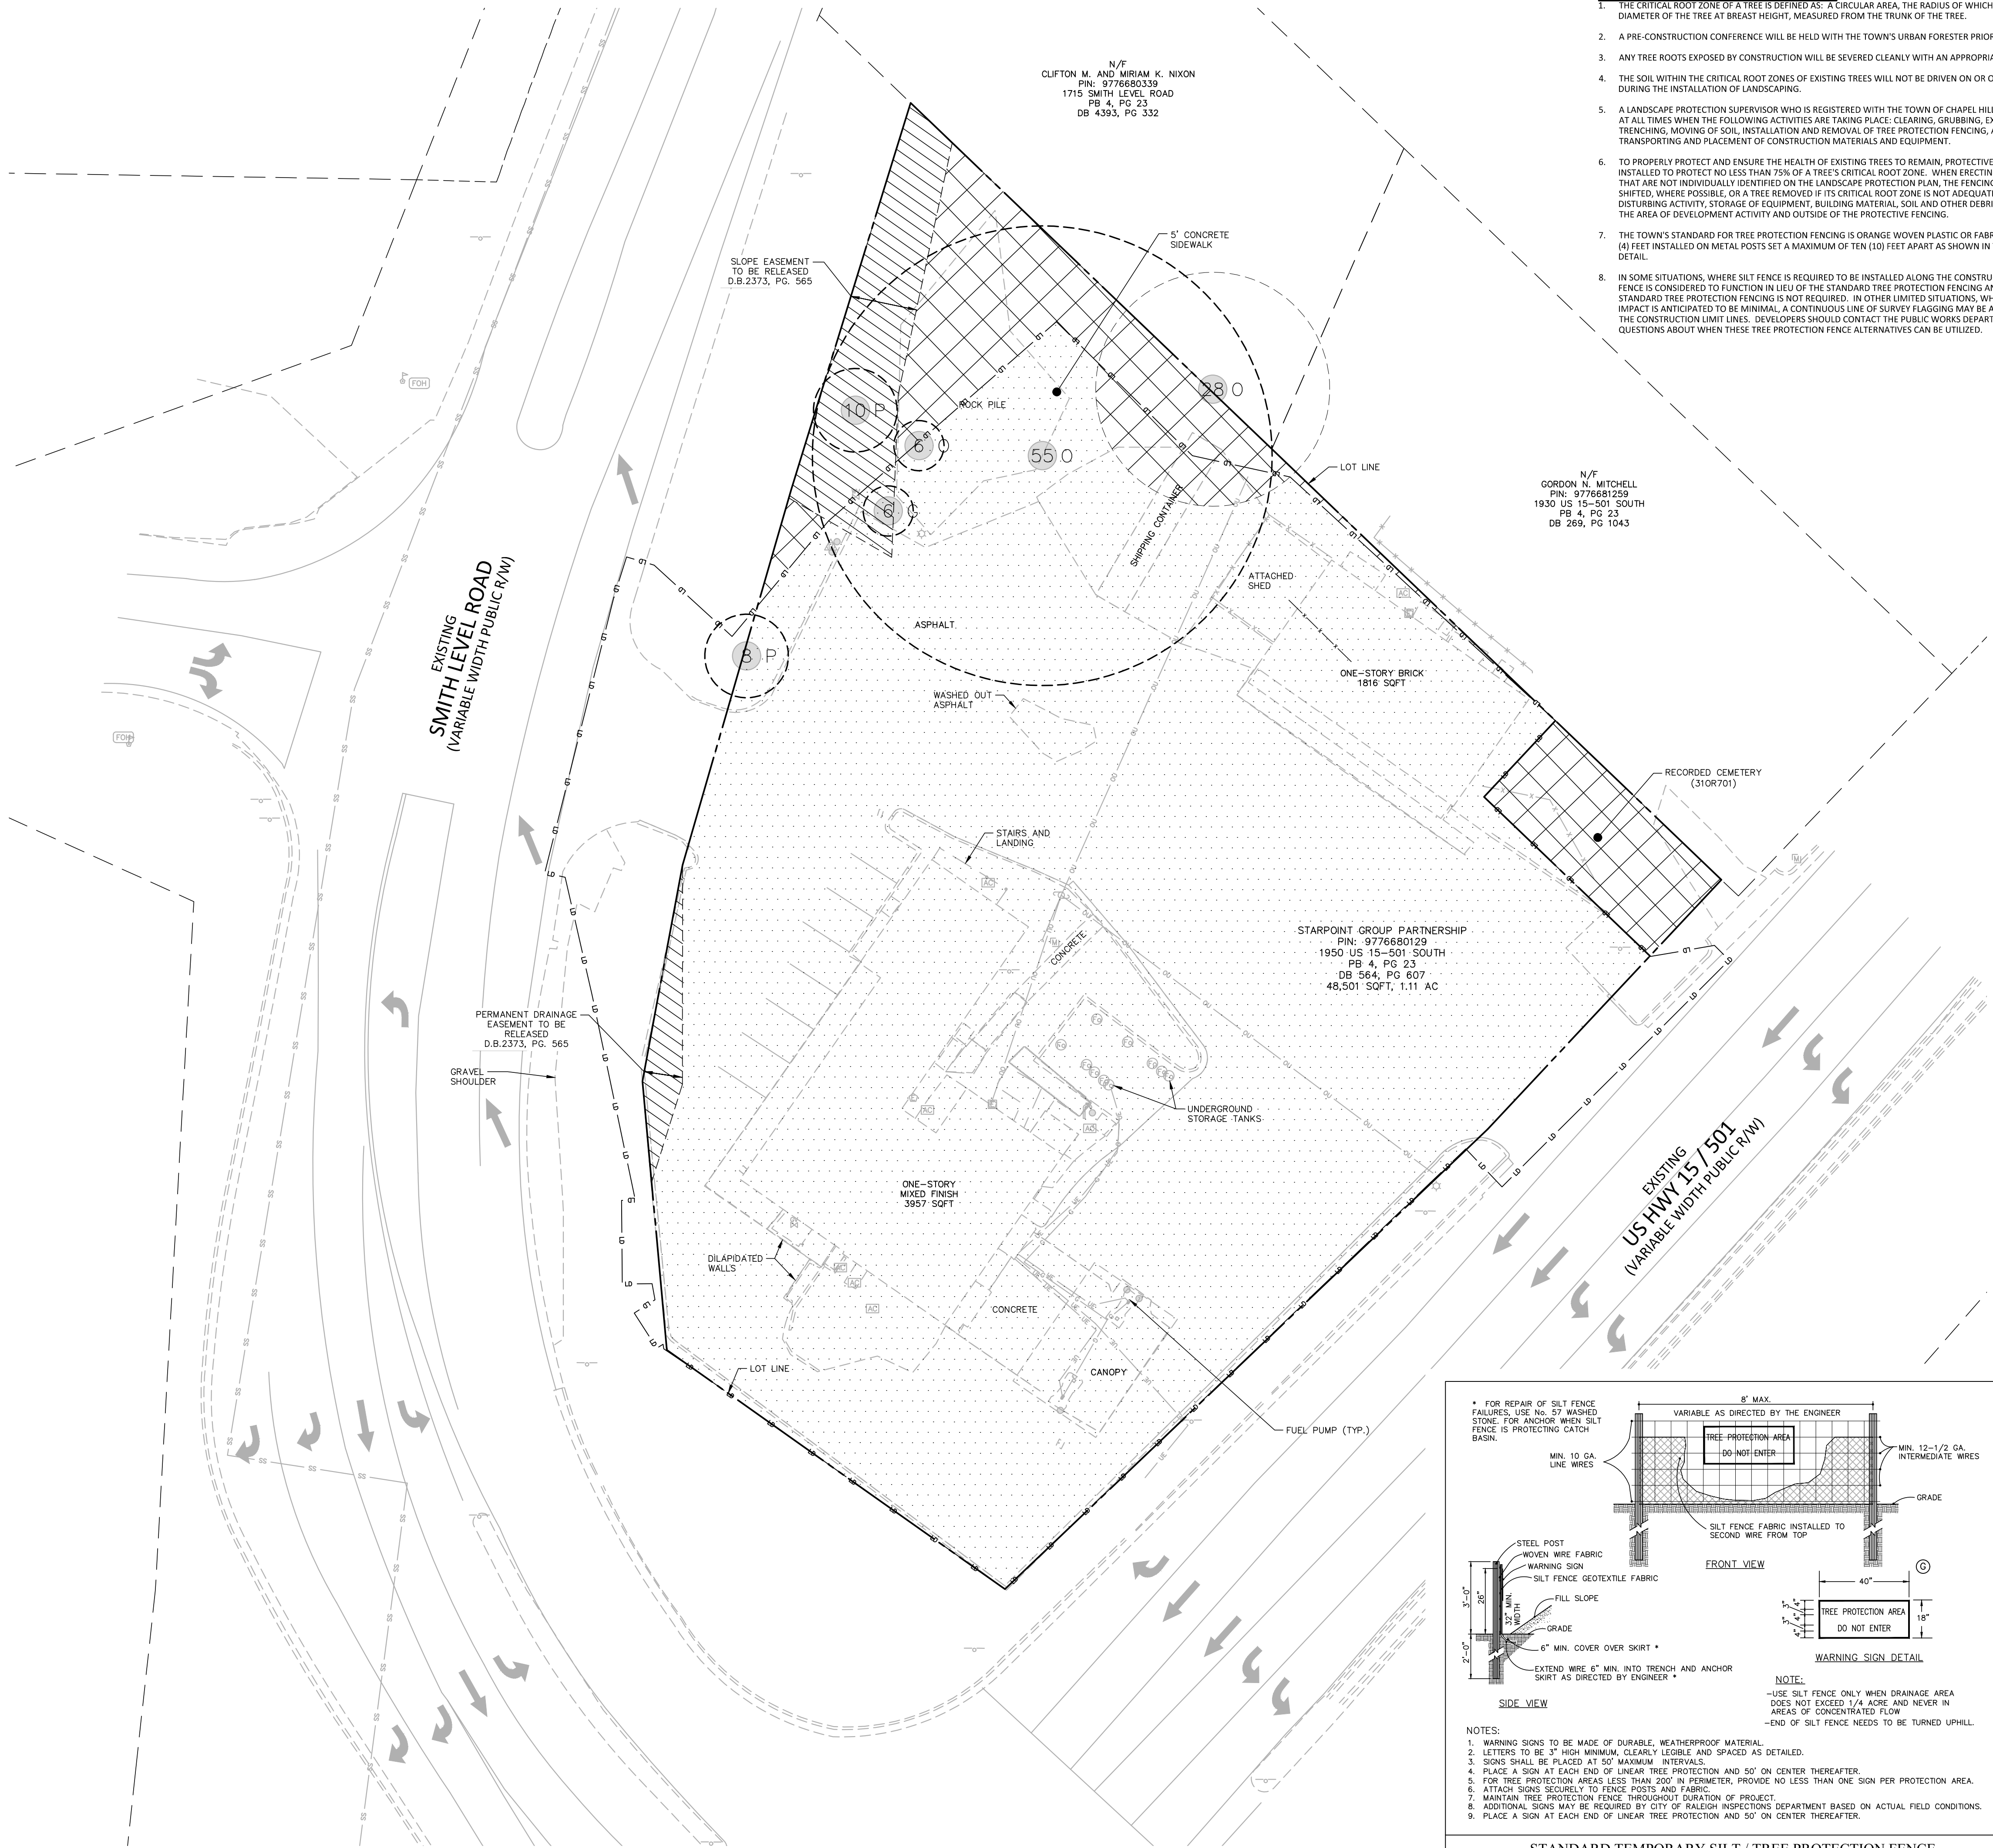 1. THE CRITICAL ROOT ZONE OF A TREE IS DEFINED AS: A CIRCULAR AREA, THE RADIUS OF WHICH
DIAMETER OF THE TREE AT BREAST HEIGHT, MEASURED FROM THE TRUNK OF THE TREE.
2. A PRE-CONSTRUCTION CONFERENCE WILL BE HELD WITH THE TOWN'S URBAN FORESTER PRIOR
3. ANY TREE ROOTS EXPOSED BY CONSTRUCTION WILL BE SEVERED CLEANLY WITH AN APPROPRIA
4. THE SOIL WITHIN THE CRITICAL ROOT ZONES OF EXISTING TREES WILL NOT BE DRIVEN ON OR O
DURING THE INSTALLATION OF LANDSCAPING.
5. A LANDSCAPE PROTECTION SUPERVISOR WHO IS REGISTERED WITH THE TOWN OF CHAPEL HILL
AT ALL TIMES WHEN THE FOLLOWING ACTIVITIES ARE TAKING PLACE: CLEARING, GRUBBING, EX
TRENCHING, MOVING OF SOIL, INSTALLATION AND REMOVAL OF TREE PROTECTION FENCING, A
TRANSPORTING AND PLACEMENT OF CONSTRUCTION MATERIALS AND EQUIPMENT.
6. TO PROPERLY PROTECT AND ENSURE THE HEALTH OF EXISTING TREES TO REMAIN, PROTECTIVE
INSTALLED TO PROTECT NO LESS THAN 75% OF A TREE'S CRITICAL ROOT ZONE. WHEN ERECTIN
THAT ARE NOT INDIVIDUALLY IDENTIFIED ON THE LANDSCAPE PROTECTION PLAN, THE FENCING
SHIFTED, WHERE POSSIBLE, OR A TREE REMOVED IF ITS CRITICAL ROOT ZONE IS NOT ADEQUAT
DISTURBING ACTIVITY, STORAGE OF EQUIPMENT, BUILDING MATERIAL, SOIL AND OTHER DEBRI
THE AREA OF DEVELOPMENT ACTIVITY AND OUTSIDE OF THE PROTECTIVE FENCING.
7. THE TOWN'S STANDARD FOR TREE PROTECTION FENCING IS ORANGE WOVEN PLASTIC OR FABR
(4) FEET INSTALLED ON METAL POSTS SET A MAXIMUM OF TEN (10) FEET APART AS SHOWN IN
DETAIL.
8. IN SOME SITUATIONS, WHERE SILT FENCE IS REQUIRED TO BE INSTALLED ALONG THE CONSTRU
FENCE IS CONSIDERED TO FUNCTION IN LIEU OF THE STANDARD TREE PROTECTION FENCING AN
STANDARD TREE PROTECTION FENCING IS NOT REQUIRED. IN OTHER LIMITED SITUATIONS, WH
IMPACT IS ANTICIPATED TO BE MINIMAL, A CONTINUOUS LINE OF SURVEY FLAGGING MAY BE A
THE CONSTRUCTION LIMIT LINES. DEVELOPERS SHOULD CONTACT THE PUBLIC WORKS DEPART
QUESTIONS ABOUT WHEN THESE TREE PROTECTION FENCE ALTERNATIVES CAN BE UTILIZED.
N/F
CLIFTON M. AND MIRIAM K. NIXON
PIN: 9776680339
1715 SMITH LEVEL ROAD
PB 4, PG 23
DB 4393, PG 332
5' CONCRETE
SIDEWALK
SLOPE EASEMENT
TO BE RELEASED
D.B.2373, PG. 565
FOH
28 O
10 P
ROCK PILE
6 O
55 O
6 G
LOT LINE
N/F
GORDON N. MITCHELL
PIN: 9776681259
1930 US 15-501 SOUTH
PB 4, PG 23
DB 269, PG 1043
SHIPPING CONTAINER
ATTACHED
SHED
EXISTING
SMITH LEVEL ROAD
(VARIABLE WIDTH PUBLIC R/W)
ASPHALT
8 P
AC
ONE-STORY BRICK
1816 SQFT
WASHED OUT
ASPHALT
FOH
RECORDED CEMETERY
(31OR701)
STAIRS AND
LANDING
AC
CONCRETE
STARPOINT GROUP PARTNERSHIP
PIN: 9776680129
1950 US 15-501 SOUTH
PB 4, PG 23
DB 564, PG 607
48,501 SQFT, 1.11 AC
PERMANENT DRAINAGE
EASEMENT TO BE
RELEASED
D.B.2373, PG. 565
GRAVEL
SHOULDER
AC
AC
UNDERGROUND
STORAGE TANKS
EXISTING
US HWY 15 / 501
(VARIABLE WIDTH PUBLIC R/W)
ONE-STORY
MIXED FINISH
3957 SQFT
DILAPIDATED
WALLS
AC
AC
AC
CONCRETE
LOT LINE
CANOPY
FUEL PUMP (TYP.)
* FOR REPAIR OF SILT FENCE
FAILURES, USE No. 57 WASHED
STONE. FOR ANCHOR WHEN SILT
FENCE IS PROTECTING CATCH
BASIN.
8' MAX.
VARIABLE AS DIRECTED BY THE ENGINEER
TREE PROTECTION AREA
DO NOT ENTER
MIN. 10 GA.
LINE WIRES
MIN. 12-1/2 GA.
INTERMEDIATE WIRES
GRADE
SILT FENCE FABRIC INSTALLED TO
SECOND WIRE FROM TOP
FRONT VIEW
G
STEEL POST
WOVEN WIRE FABRIC
WARNING SIGN
SILT FENCE GEOTEXTILE FABRIC
FILL SLOPE
GRADE
6" MIN. COVER OVER SKIRT *
EXTEND WIRE 6" MIN. INTO TRENCH AND ANCHOR
SKIRT AS DIRECTED BY ENGINEER *
3'-0"
26"
32" MIN.
WIDTH
2'-0"
SIDE VIEW
40"
TREE PROTECTION AREA
DO NOT ENTER
18"
3" 4"
3" 4"
4"
WARNING SIGN DETAIL
NOTE:
-USE SILT FENCE ONLY WHEN DRAINAGE AREA
DOES NOT EXCEED 1/4 ACRE AND NEVER IN
AREAS OF CONCENTRATED FLOW
-END OF SILT FENCE NEEDS TO BE TURNED UPHILL.
NOTES:
1. WARNING SIGNS TO BE MADE OF DURABLE, WEATHERPROOF MATERIAL.
2. LETTERS TO BE 3" HIGH MINIMUM, CLEARLY LEGIBLE AND SPACED AS DETAILED.
3. SIGNS SHALL BE PLACED AT 50' MAXIMUM INTERVALS.
4. PLACE A SIGN AT EACH END OF LINEAR TREE PROTECTION AND 50' ON CENTER THEREAFTER.
5. FOR TREE PROTECTION AREAS LESS THAN 200' IN PERIMETER, PROVIDE NO LESS THAN ONE SIGN PER PROTECTION AREA.
6. ATTACH SIGNS SECURELY TO FENCE POSTS AND FABRIC.
7. MAINTAIN TREE PROTECTION FENCE THROUGHOUT DURATION OF PROJECT.
8. ADDITIONAL SIGNS MAY BE REQUIRED BY CITY OF RALEIGH INSPECTIONS DEPARTMENT BASED ON ACTUAL FIELD CONDITIONS.
9. PLACE A SIGN AT EACH END OF LINEAR TREE PROTECTION AND 50' ON CENTER THEREAFTER.
STANDARD TEMPORARY SILT / TREE PROTECTION FENCE